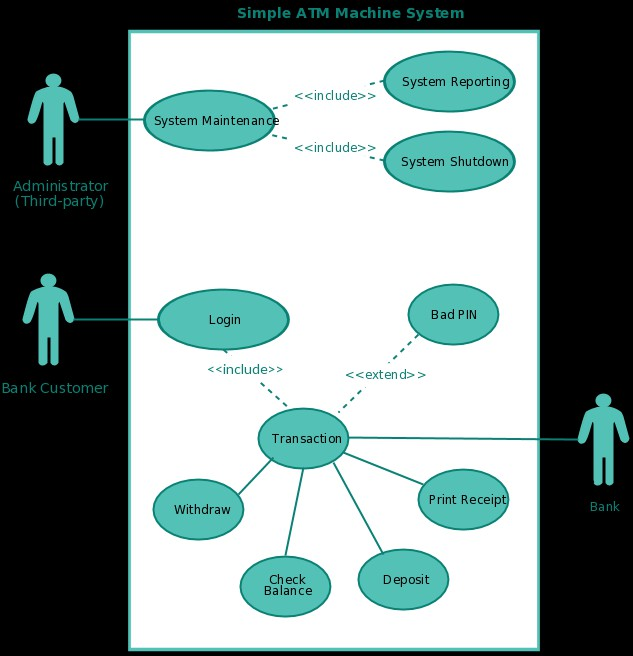 Simple ATM Machine System
System Reporting
<<include>>
System Maintenance
<<include>>
System Shutdown
Administrator
(Third-party)
Login
Bad PIN
<<include>>
<<extend>>
Bank Customer
Transaction
Withdraw
Print Receipt
Bank
Check
Balance
Deposit